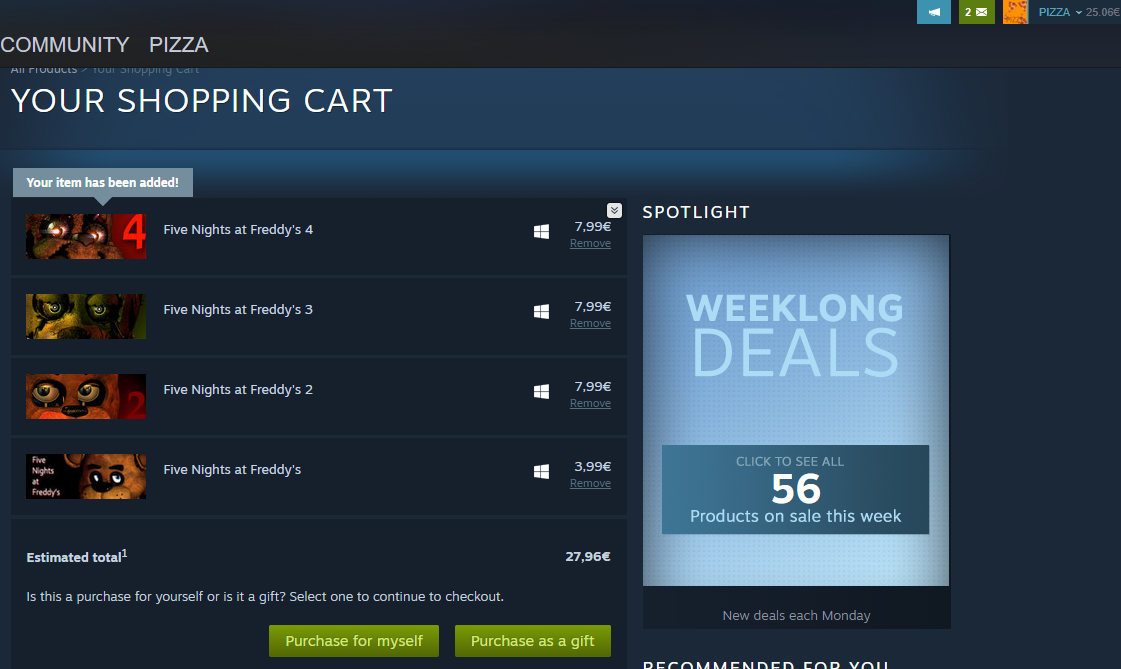 2
PIZZA
25.06€
COMMUNITY PIZZA
All Products > Your Shopping Cart
YOUR SHOPPING CART
Your item has been added!
4
Five Nights at Freddy's 4
7,99€
Remove
Five Nights at Freddy's 3
7,99€
Remove
2
Five Nights at Freddy's 2
7,99€
Remove
Five
Nights
at
Freddy's
Five Nights at Freddy's
3,99€
Remove
Estimated total1
27,96€
Is this a purchase for yourself or is it a gift? Select one to continue to checkout.
Purchase for myself
Purchase as a gift
SPOTLIGHT
WEEKLONG
DEALS
CLICK TO SEE ALL
56
Products on sale this week
New deals each Monday
RECOMMENDED FOR YOU